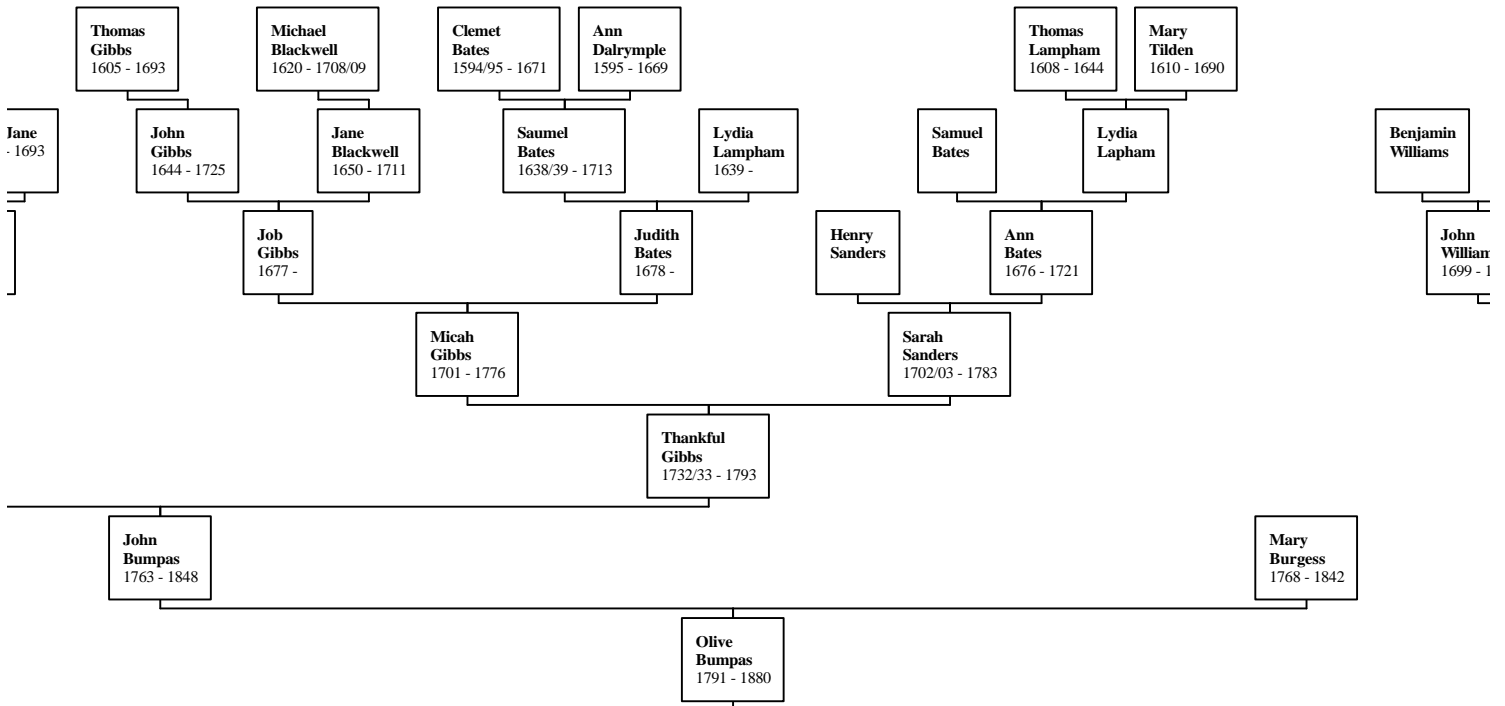 Thomas
Gibbs
1605 - 1693
Michael
Blackwell
1620 - 1708/09
Clemet
Bates
1594/95 - 1671
Ann
Dalrymple
1595 - 1669
Thomas
Lampham
1608 - 1644
Mary
Tilden
1610 - 1690
Jane
- 1693
John
Gibbs
1644 - 1725
Jane
Blackwell
1650 - 1711
Saumel
Bates
1638/39 - 1713
Lydia
Lampham
1639 -
Samuel
Bates
Lydia
Lapham
Benjamin
Williams
Job
Gibbs
1677 -
Judith
Bates
1678 -
Henry
Sanders
Ann
Bates
1676 - 1721
John
William
1699 - 1
Micah
Gibbs
1701 - 1776
Sarah
Sanders
1702/03 - 1783
Thankful
Gibbs
1732/33 - 1793
John
Bumpas
1763 - 1848
Mary
Burgess
1768 - 1842
Olive
Bumpas
1791 - 1880